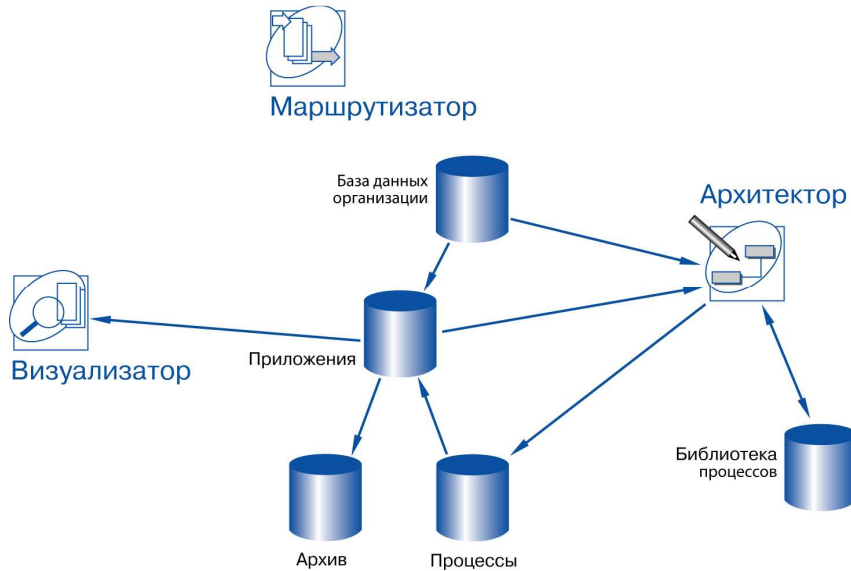 Маршрутизатор
База данных
организации
Архитектор
Приложения
Визуализатор
Библиотека
процессов
Архив
Процессы